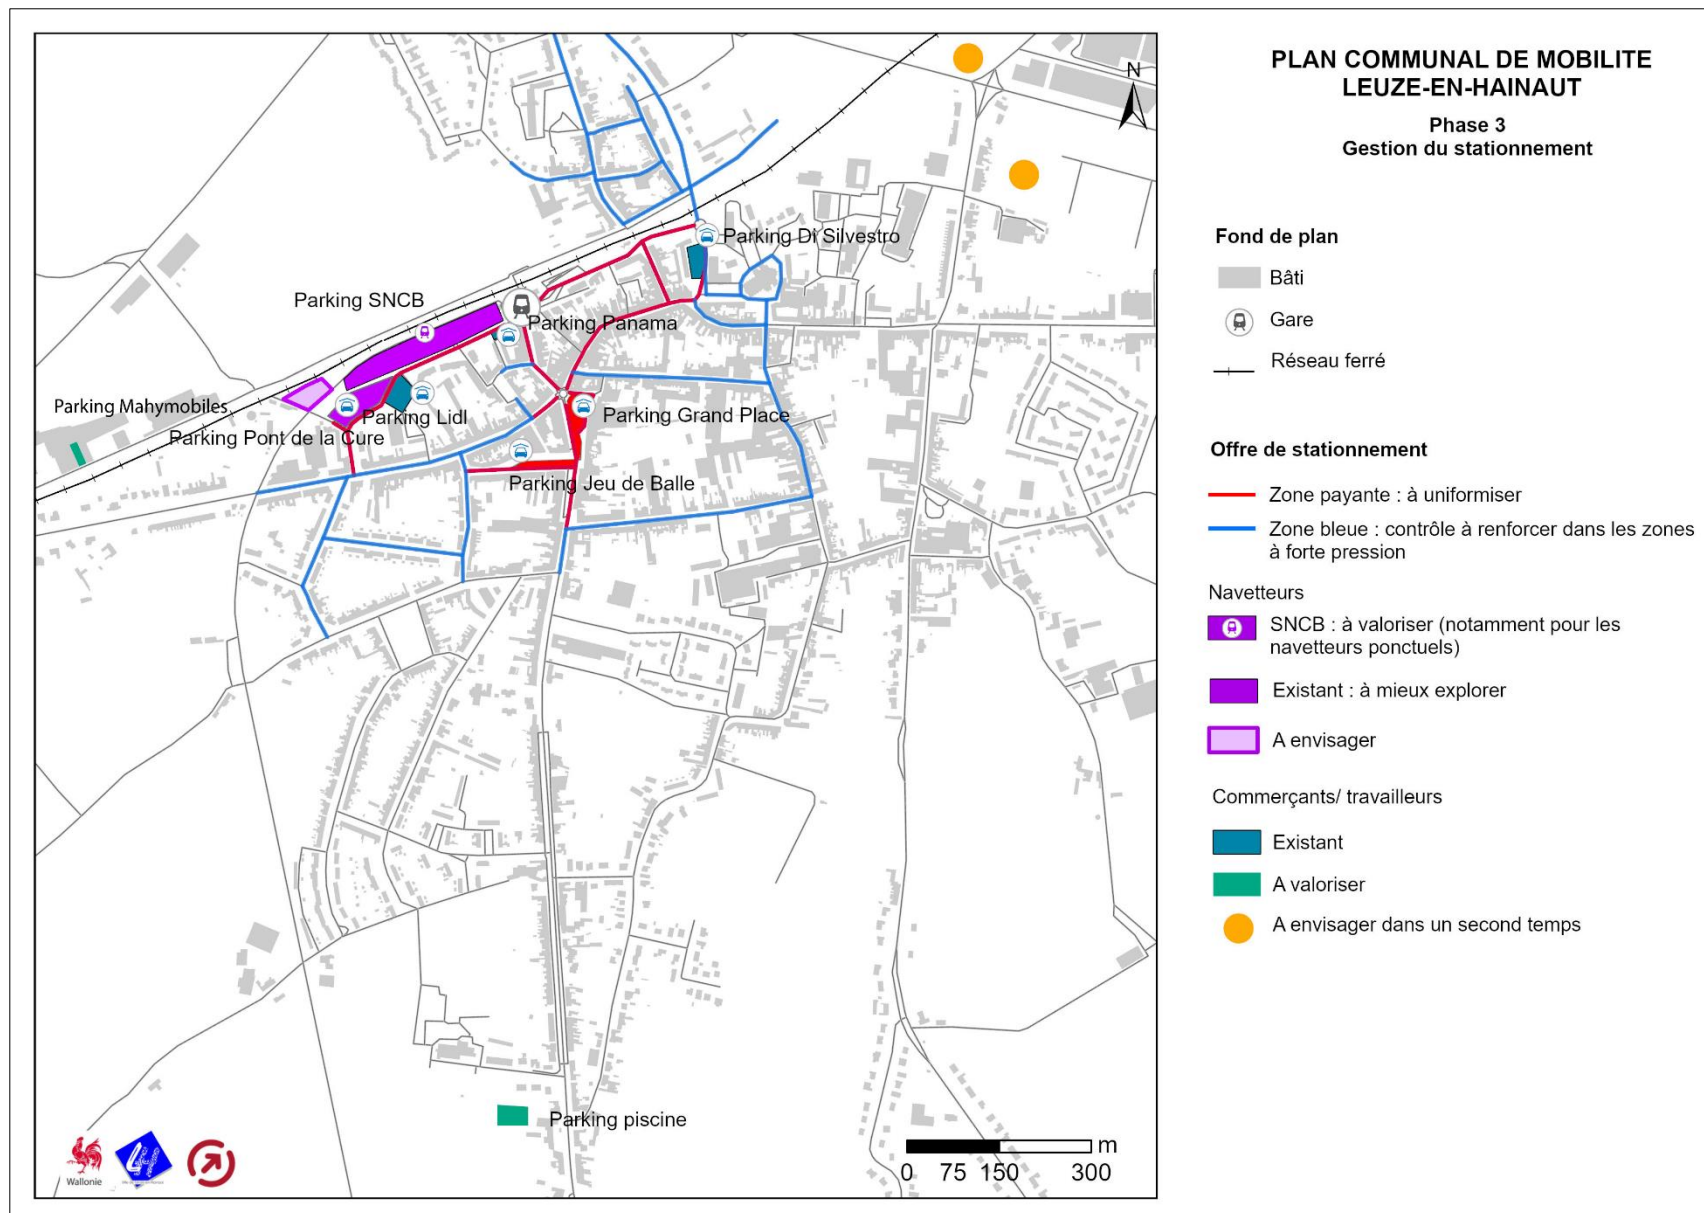 PLAN COMMUNAL DE MOBILITE
LEUZE-EN-HAINAUT
Phase 3
Gestion du stationnement
N
Fond de plan
Bâti
Gare
Réseau ferré
Offre de stationnement
Zone payante : à uniformiser
Zone bleue : contrôle à renforcer dans les zones
à forte pression
Navetteurs
SNCB : à valoriser (notamment pour les
navetteurs ponctuels)
Existant : à mieux explorer
A envisager
Commerçants/ travailleurs
Existant
A valoriser
A envisager dans un second temps
Parking Di Silvestro
Parking SNCB
Parking Panama
Parking Mahymobiles
Parking Lidl
Parking Grand Place
Parking Pont de la Cure
Parking Jeu de Balle
Parking piscine
m
0 75 150 300
Wallonie